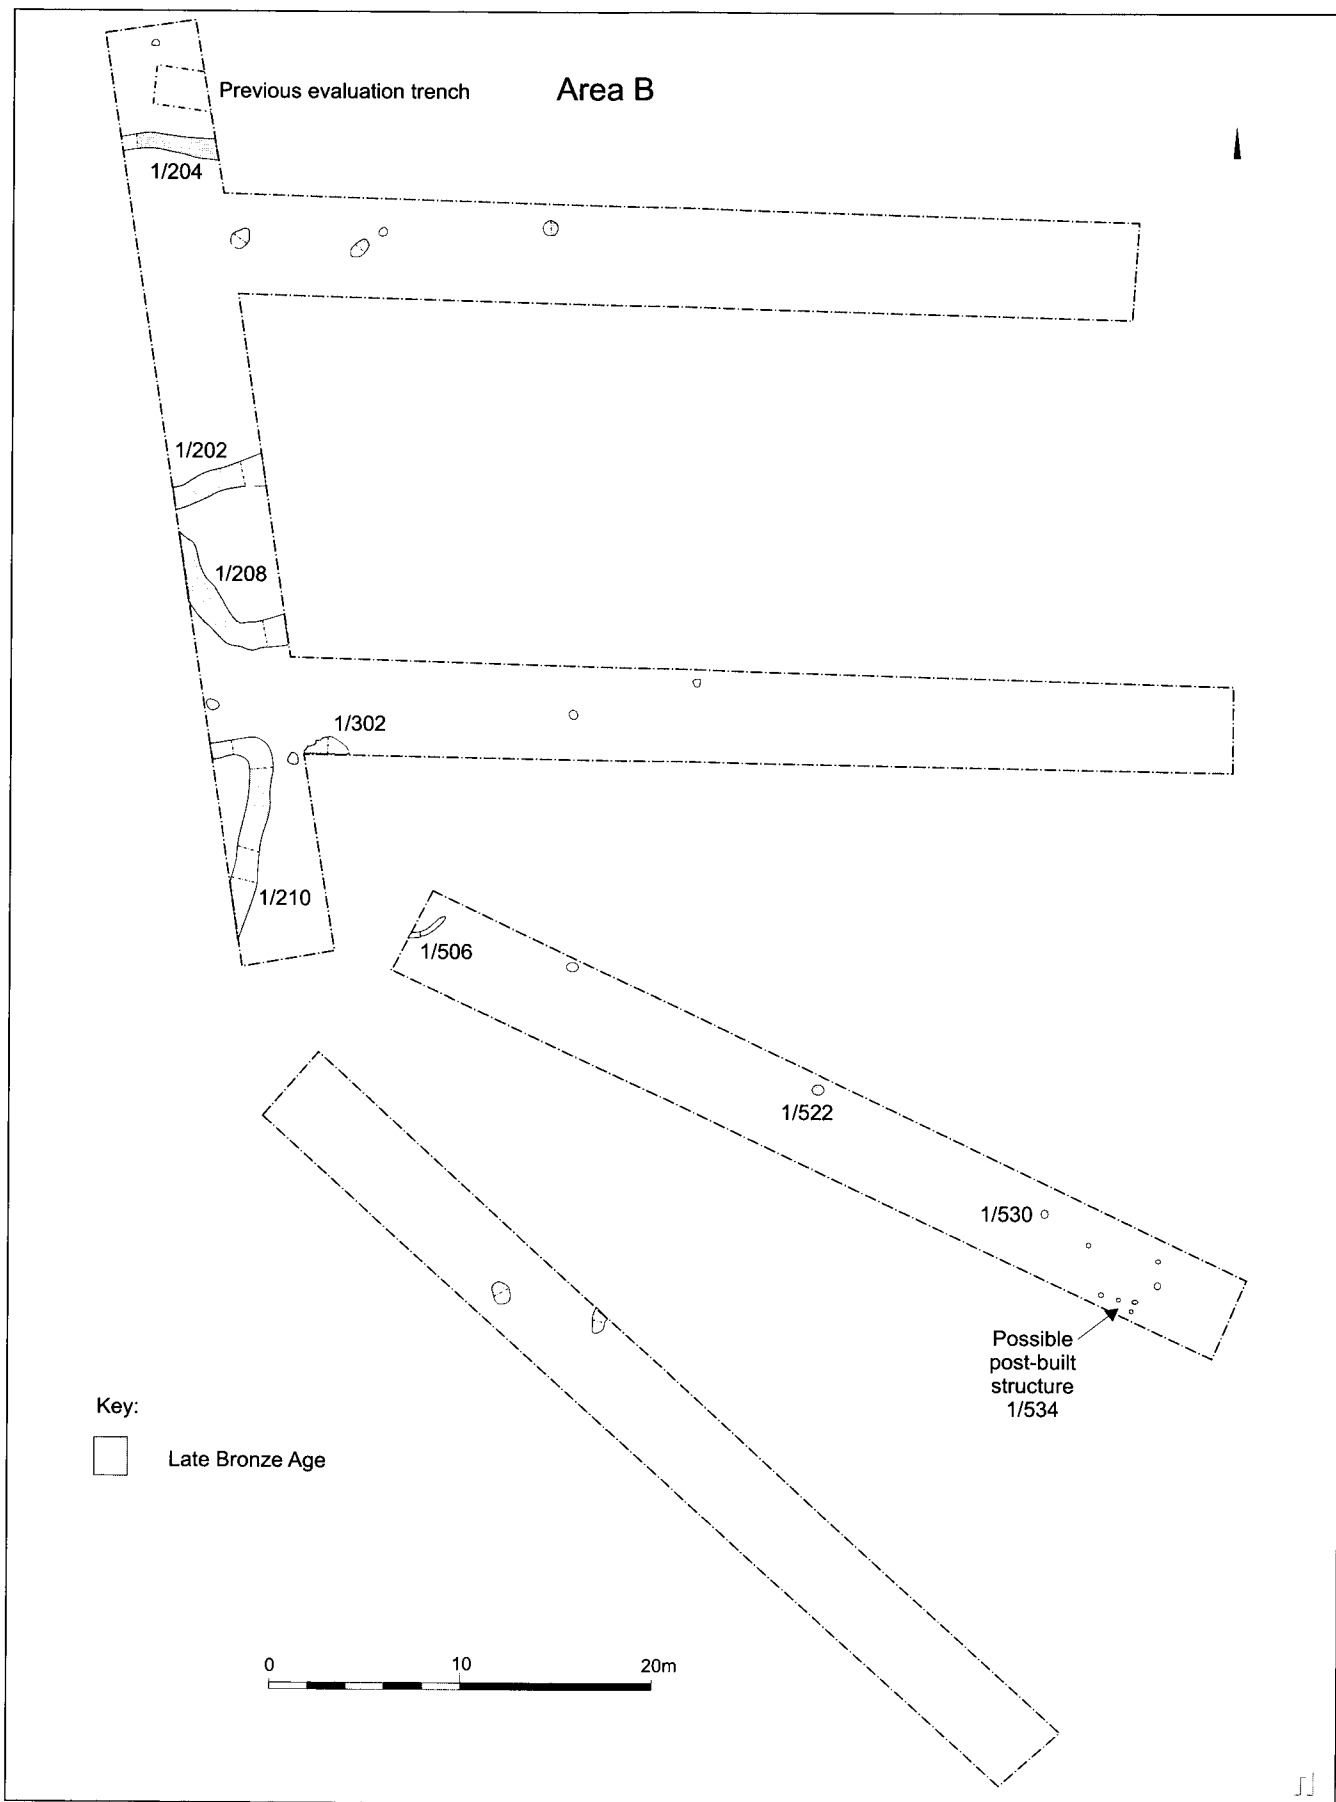 Previous evaluation trench
Area B
1/204
1/202
1/208
1/302
1/210
1/506
1/522
1/530
Possible
post-built
structure
1/534
Key:
Late Bronze Age
0 10 20m